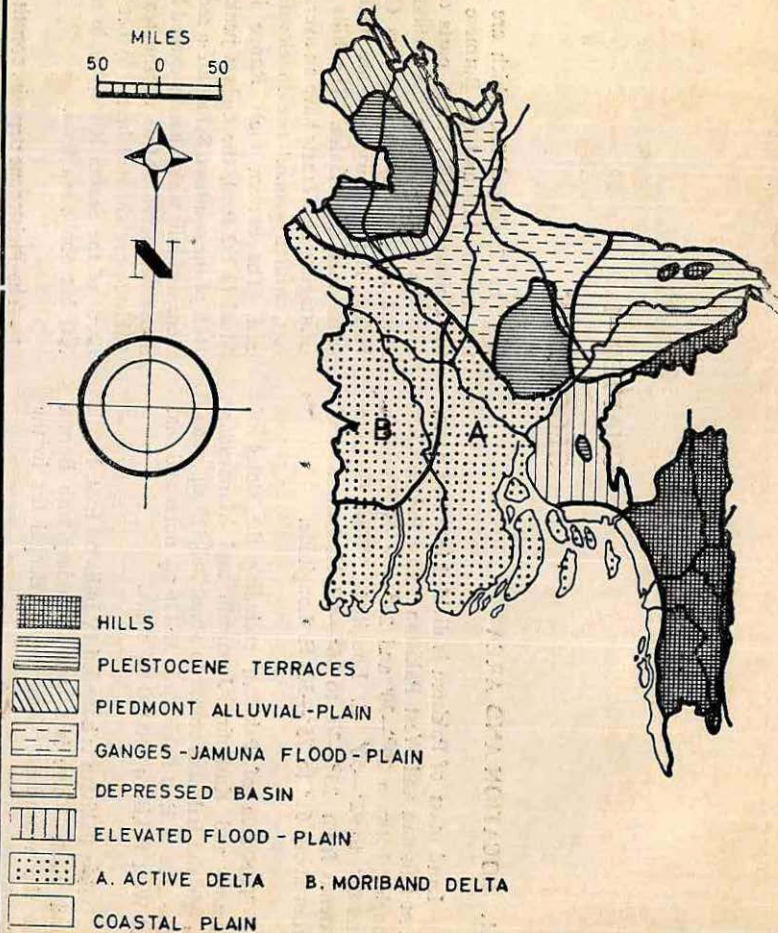 MILES
50 0 50
N
B A
HILLS
PLEISTOCENE TERRACES
PIEDMONT ALLUVIAL-PLAIN
GANGES-JAMUNA FLOOD-PLAIN
DEPRESSED BASIN
ELEVATED FLOOD-PLAIN
A. ACTIVE DELTA B. MORIBAND DELTA
COASTAL PLAIN